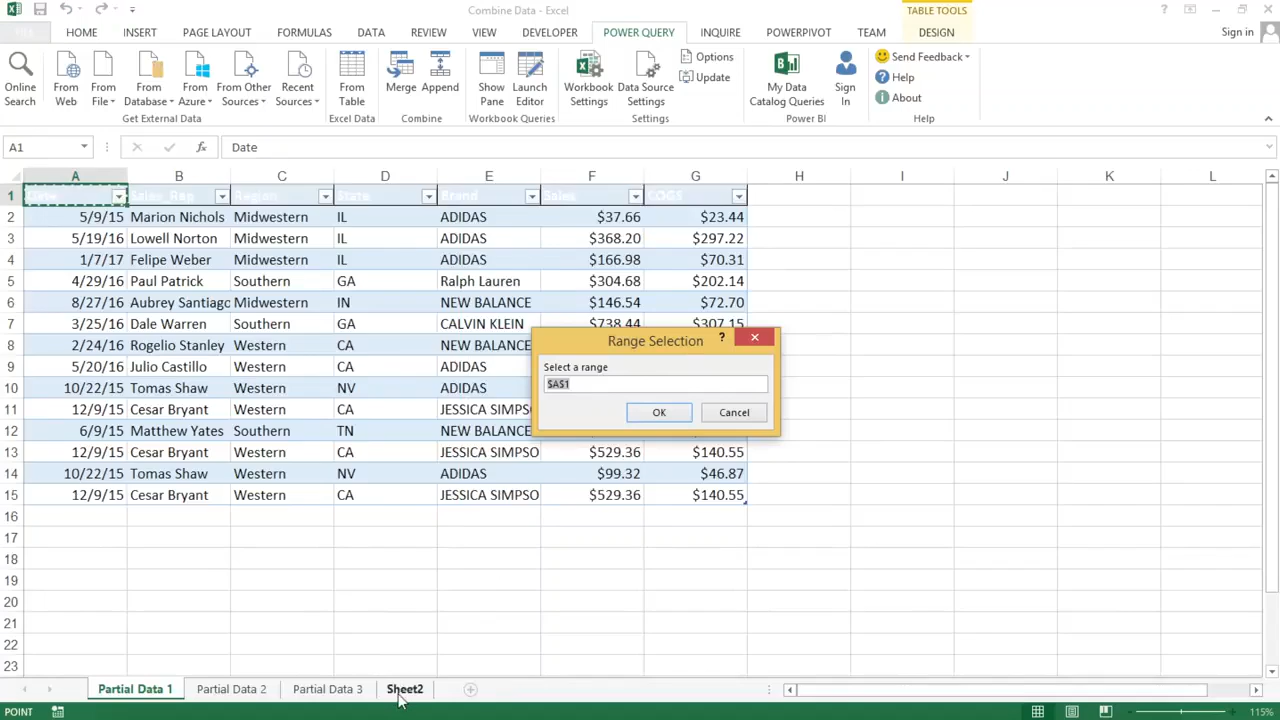 Combine Data - Excel
TABLE TOOLS
HOME INSERT PAGE LAYOUT FORMULAS DATA REVIEW VIEW DEVELOPER POWER QUERY INQUIRE POWERPIVOT TEAM DESIGN Sign in
Online Search
From Web
From File
From Database
From Azure
From Other Sources
Recent Sources
From Table
Merge
Append
Show Pane
Launch Editor
Workbook Settings
Data Source Settings
Options
Update
My Data Catalog Queries
Sign In
Send Feedback
Help
About
Get External Data Excel Data Combine Workbook Queries Settings Power BI Help
A1 fx Date
A B C D E F G H I J K L
1 Date Sales_Rep Region State Brand Sales COGS
2 5/9/15 Marion Nichols Midwestern IL ADIDAS $37.66 $23.44
3 5/19/16 Lowell Norton Midwestern IL ADIDAS $368.20 $297.22
4 1/7/17 Felipe Weber Midwestern IL ADIDAS $166.98 $70.31
5 4/29/16 Paul Patrick Southern GA Ralph Lauren $304.68 $202.14
6 8/27/16 Aubrey Santiago Midwestern IN NEW BALANCE $146.54 $72.70
7 3/25/16 Dale Warren Southern GA CALVIN KLEIN $738.44 $307.15
8 2/24/16 Rogelio Stanley Western CA NEW BALANCE
9 5/20/16 Julio Castillo Western CA ADIDAS
10 10/22/15 Tomas Shaw Western NV ADIDAS
11 12/9/15 Cesar Bryant Western CA JESSICA SIMPSO
12 6/9/15 Matthew Yates Southern TN NEW BALANCE
13 12/9/15 Cesar Bryant Western CA JESSICA SIMPSO $529.36 $140.55
14 10/22/15 Tomas Shaw Western NV ADIDAS $99.32 $46.87
15 12/9/15 Cesar Bryant Western CA JESSICA SIMPSO $529.36 $140.55
16
17
18
19
20
21
22
23
Range Selection ?
Select a range
$A$1
OK Cancel
Partial Data 1 Partial Data 2 Partial Data 3 Sheet2
POINT 115%